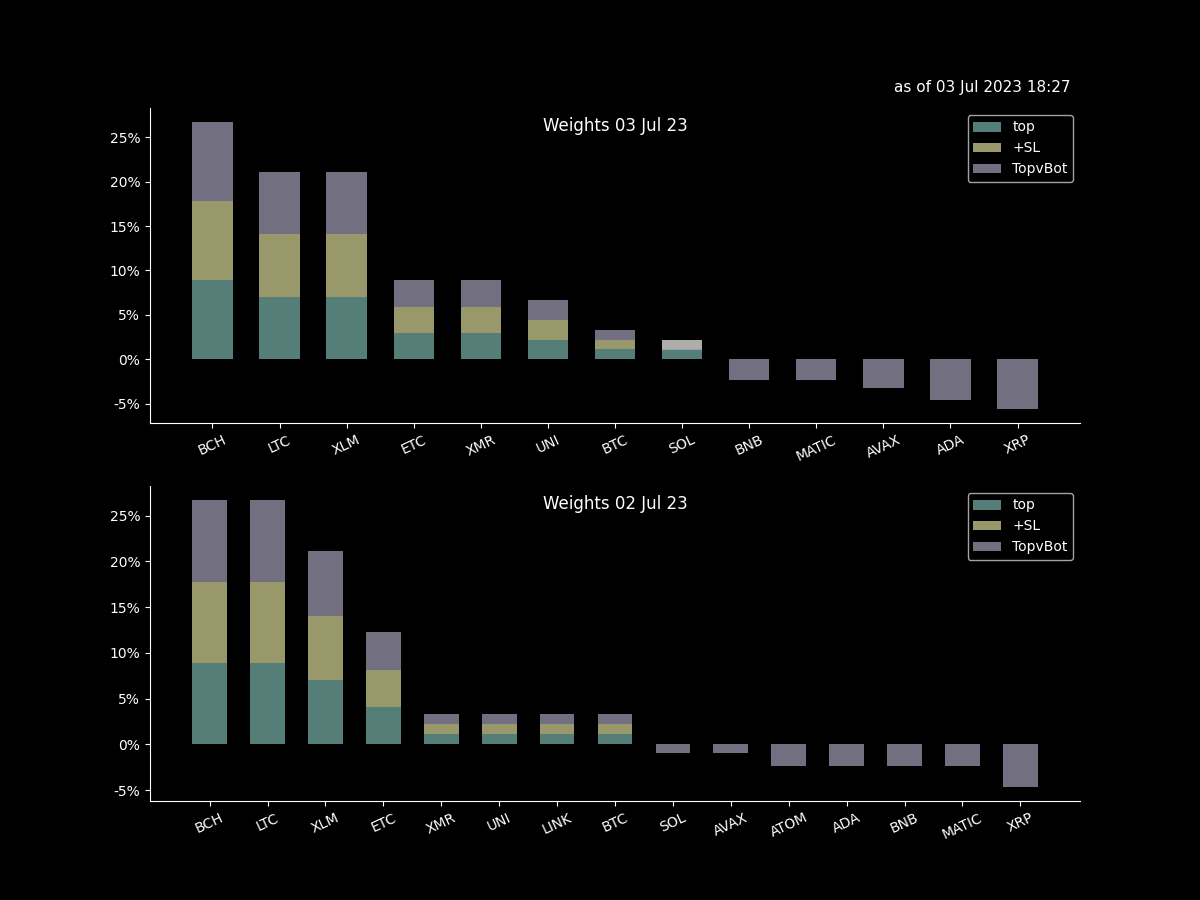 as of 03 Jul 2023 18:27
Weights 03 Jul 23
top
+SL
TopvBot
25%
20%
15%
10%
5%
0%
-5%
BCH LTC XLM ETC XMR UNI BTC SOL BNB MATIC AVAX ADA XRP
Weights 02 Jul 23
top
+SL
TopvBot
25%
20%
15%
10%
5%
0%
-5%
BCH LTC XLM ETC XMR UNI LINK BTC SOL AVAX ATOM ADA BNB MATIC XRP